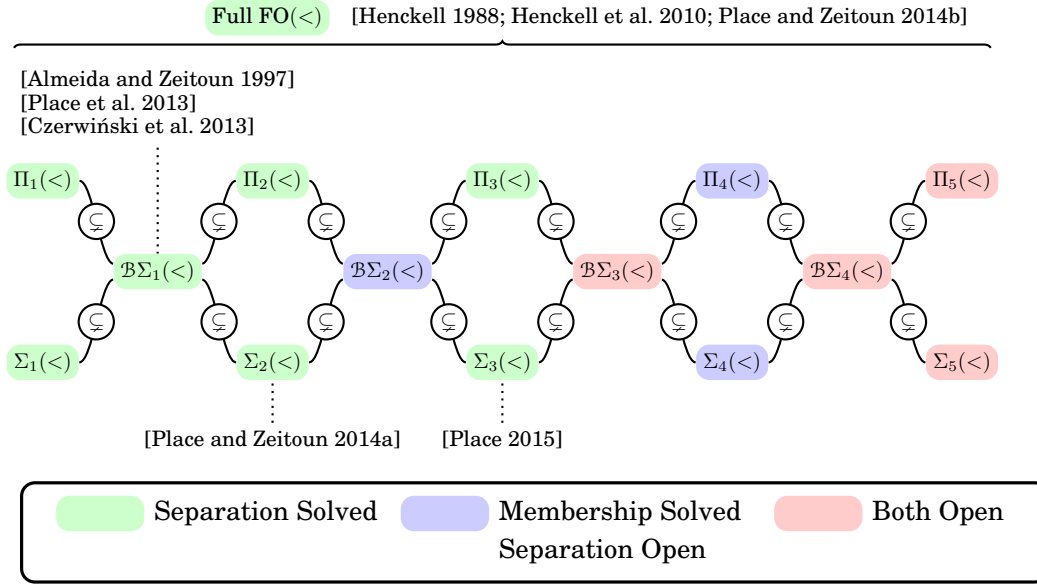 Full FO(<) [Henckell 1988; Henckell et al. 2010; Place and Zeitoun 2014b]
[Almeida and Zeitoun 1997]
[Place et al. 2013]
[Czerwiński et al. 2013]
Π₁(<) Π₂(<) Π₃(<) Π₄(<) Π₅(<)
⊊ ⊊ ⊊ ⊊ ⊊ ⊊ ⊊ ⊊
ℬΣ₁(<) ℬΣ₂(<) ℬΣ₃(<) ℬΣ₄(<)
⊊ ⊊ ⊊ ⊊ ⊊ ⊊ ⊊ ⊊
Σ₁(<) Σ₂(<) Σ₃(<) Σ₄(<) Σ₅(<)
[Place and Zeitoun 2014a] [Place 2015]
Separation Solved Membership Solved Both Open
Separation Open